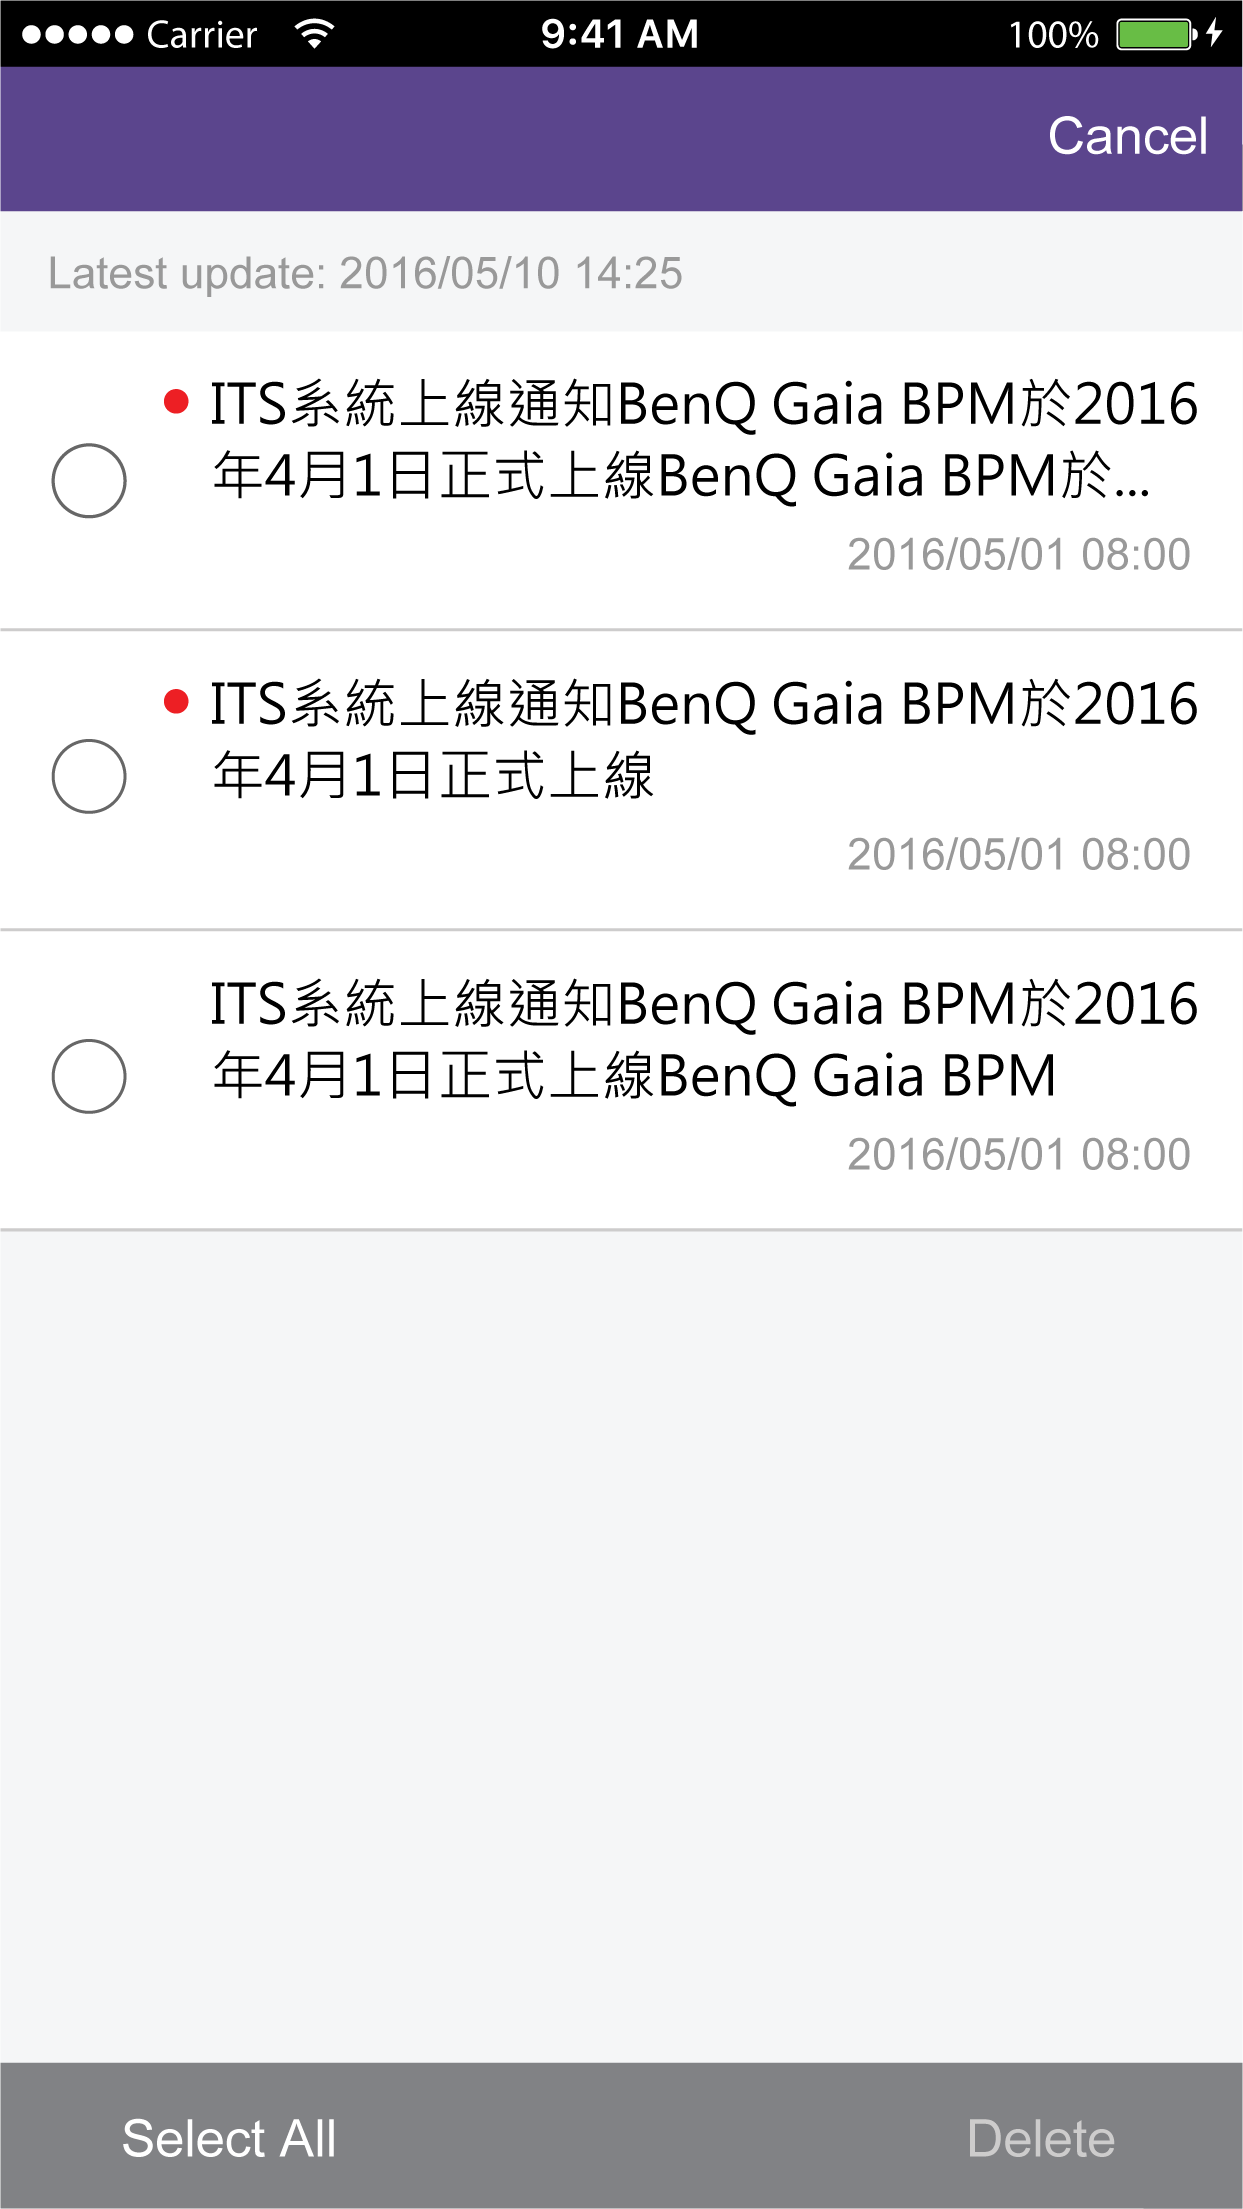 Carrier 9:41 AM 100%
Cancel
Latest update: 2016/05/10 14:25
ITS系統上線通知BenQ Gaia BPM於2016
年4月1日正式上線BenQ Gaia BPM於...
2016/05/01 08:00
ITS系統上線通知BenQ Gaia BPM於2016
年4月1日正式上線
2016/05/01 08:00
ITS系統上線通知BenQ Gaia BPM於2016
年4月1日正式上線BenQ Gaia BPM
2016/05/01 08:00
Select All Delete